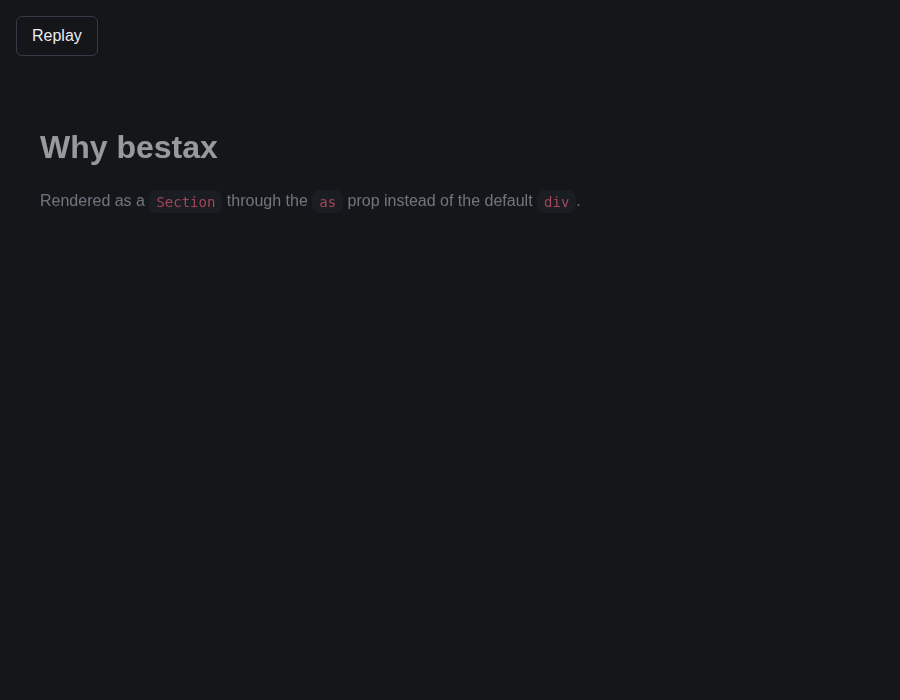 Replay
Why bestax
Rendered as a Section through the as prop instead of the default div.